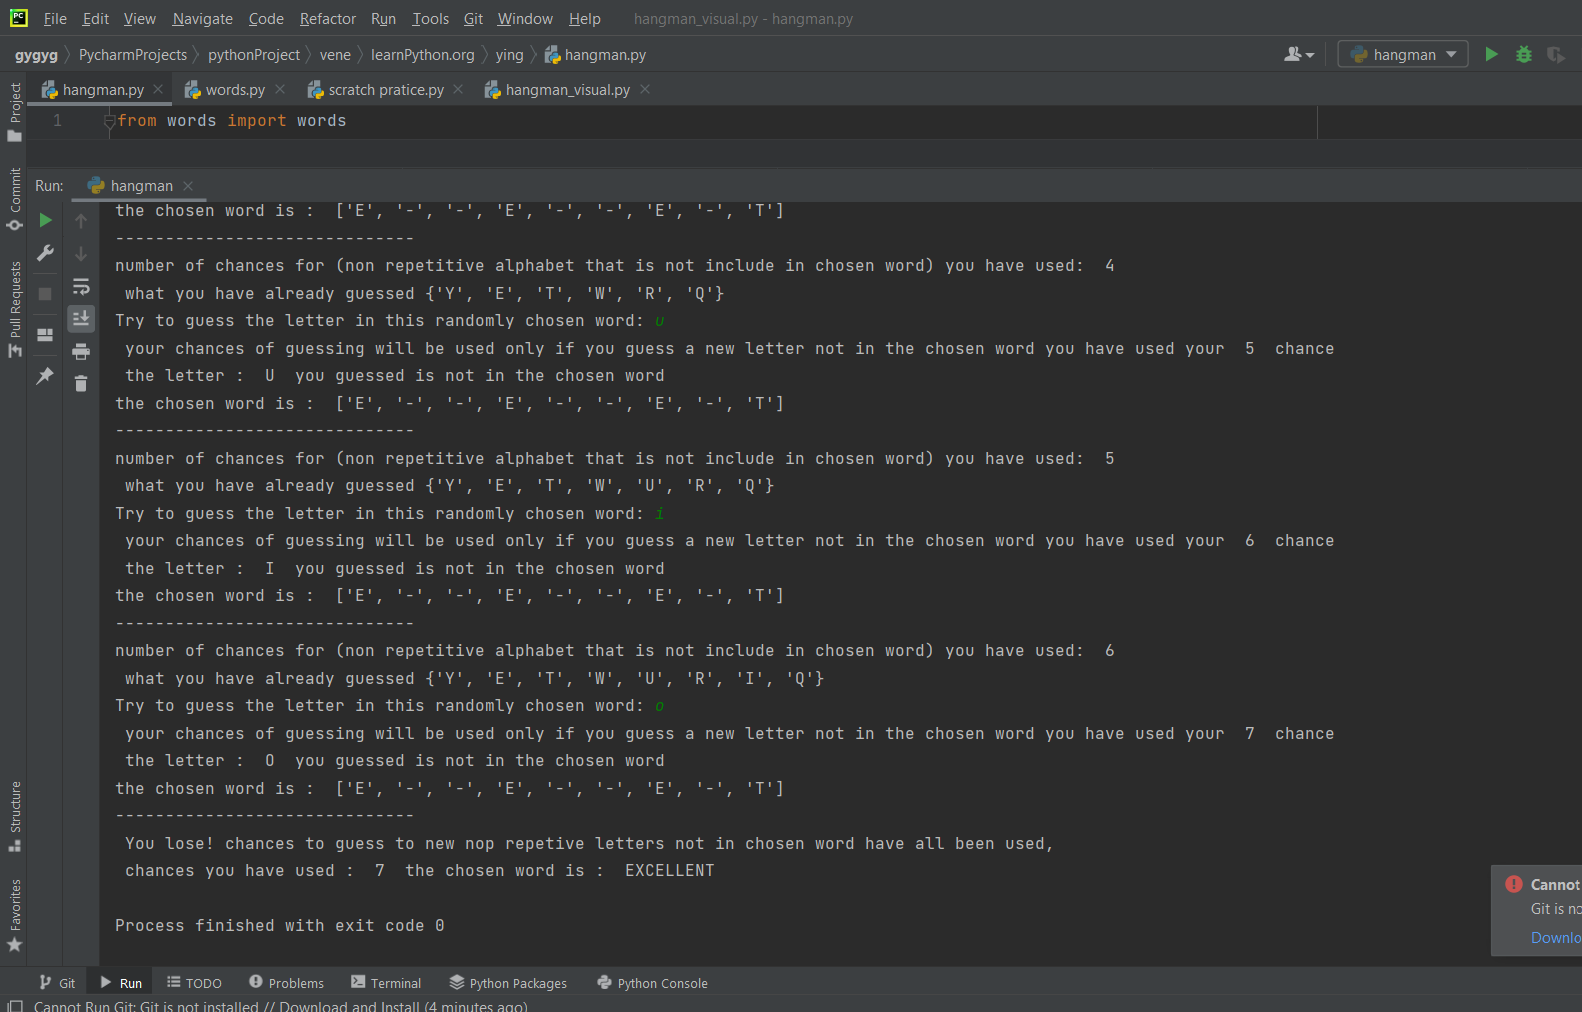 PC File Edit View Navigate Code Refactor Run Tools Git Window Help hangman_visual.py - hangman.py
gygyg PycharmProjects pythonProject vene learnPython.org ying hangman.py hangman
hangman.py words.py scratch pratice.py hangman_visual.py
Project
Commit
Pull Requests
Structure
Favorites
1 from words import words
Run: hangman
the chosen word is :  ['E', '-', '-', 'E', '-', '-', 'E', '-', 'T']
------------------------------
number of chances for (non repetitive alphabet that is not include in chosen word) you have used:  4
what you have already guessed {'Y', 'E', 'T', 'W', 'R', 'Q'}
Try to guess the letter in this randomly chosen word: u
your chances of guessing will be used only if you guess a new letter not in the chosen word you have used your  5  chance
the letter :  U  you guessed is not in the chosen word
the chosen word is :  ['E', '-', '-', 'E', '-', '-', 'E', '-', 'T']
------------------------------
number of chances for (non repetitive alphabet that is not include in chosen word) you have used:  5
what you have already guessed {'Y', 'E', 'T', 'W', 'U', 'R', 'Q'}
Try to guess the letter in this randomly chosen word: i
your chances of guessing will be used only if you guess a new letter not in the chosen word you have used your  6  chance
the letter :  I  you guessed is not in the chosen word
the chosen word is :  ['E', '-', '-', 'E', '-', '-', 'E', '-', 'T']
------------------------------
number of chances for (non repetitive alphabet that is not include in chosen word) you have used:  6
what you have already guessed {'Y', 'E', 'T', 'W', 'U', 'R', 'I', 'Q'}
Try to guess the letter in this randomly chosen word: o
your chances of guessing will be used only if you guess a new letter not in the chosen word you have used your  7  chance
the letter :  O  you guessed is not in the chosen word
the chosen word is :  ['E', '-', '-', 'E', '-', '-', 'E', '-', 'T']
------------------------------
You lose! chances to guess to new nop repetive letters not in chosen word have all been used,
chances you have used :  7  the chosen word is :  EXCELLENT
Process finished with exit code 0
Cannot
Git is no
Downlo
Git Run TODO Problems Terminal Python Packages Python Console
Cannot Run Git: Git is not installed // Download and Install (4 minutes ago)